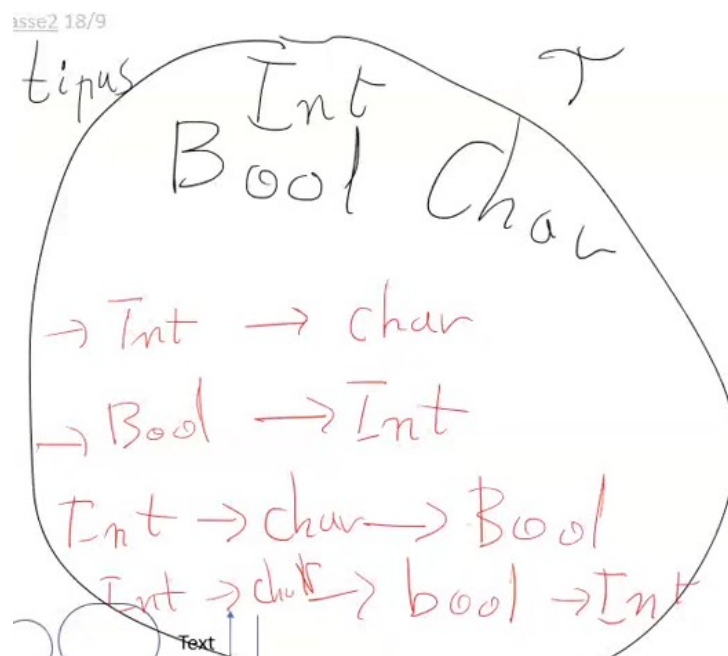 asse2 18/9
tipus
T
Int
Bool Char
→ Int → char
→ Bool → Int
Int → char → Bool
Int → char → bool → Int
Text